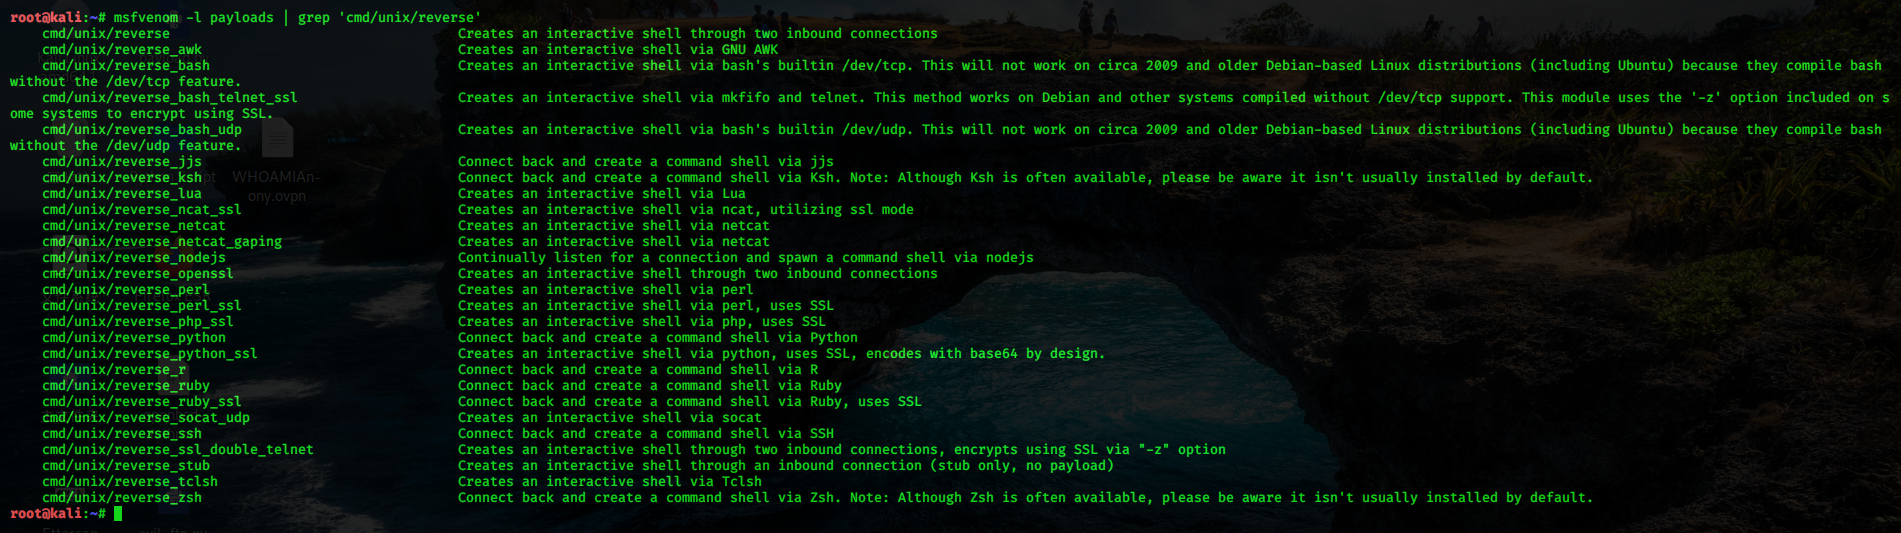 root@kali:~# msfvenom -l payloads | grep 'cmd/unix/reverse'
cmd/unix/reverse Creates an interactive shell through two inbound connections
cmd/unix/reverse_awk Creates an interactive shell via GNU AWK
cmd/unix/reverse_bash Creates an interactive shell via bash's builtin /dev/tcp. This will not work on circa 2009 and older Debian-based Linux distributions (including Ubuntu) because they compile bash
without the /dev/tcp feature.
cmd/unix/reverse_bash_telnet_ssl Creates an interactive shell via mkfifo and telnet. This method works on Debian and other systems compiled without /dev/tcp support. This module uses the '-z' option included on s
ome systems to encrypt using SSL.
cmd/unix/reverse_bash_udp Creates an interactive shell via bash's builtin /dev/udp. This will not work on circa 2009 and older Debian-based Linux distributions (including Ubuntu) because they compile bash
without the /dev/udp feature.
cmd/unix/reverse_jjs Connect back and create a command shell via jjs
cmd/unix/reverse_ksh Connect back and create a command shell via Ksh. Note: Although Ksh is often available, please be aware it isn't usually installed by default.
WHOAMIAn-
cmd/unix/reverse_lua Creates an interactive shell via Lua
ony.ovpn
cmd/unix/reverse_ncat_ssl Creates an interactive shell via ncat, utilizing ssl mode
cmd/unix/reverse_netcat Creates an interactive shell via netcat
cmd/unix/reverse_netcat_gaping Creates an interactive shell via netcat
cmd/unix/reverse_nodejs Continually listen for a connection and spawn a command shell via nodejs
cmd/unix/reverse_openssl Creates an interactive shell through two inbound connections
cmd/unix/reverse_perl Creates an interactive shell via perl
cmd/unix/reverse_perl_ssl Creates an interactive shell via perl, uses SSL
cmd/unix/reverse_php_ssl Creates an interactive shell via php, uses SSL
cmd/unix/reverse_python Connect back and create a command shell via Python
cmd/unix/reverse_python_ssl Creates an interactive shell via python, uses SSL, encodes with base64 by design.
cmd/unix/reverse_r Connect back and create a command shell via R
cmd/unix/reverse_ruby Connect back and create a command shell via Ruby
cmd/unix/reverse_ruby_ssl Connect back and create a command shell via Ruby, uses SSL
cmd/unix/reverse_socat_udp Creates an interactive shell via socat
cmd/unix/reverse_ssh Connect back and create a command shell via SSH
cmd/unix/reverse_ssl_double_telnet Creates an interactive shell through two inbound connections, encrypts using SSL via "-z" option
cmd/unix/reverse_stub Creates an interactive shell through an inbound connection (stub only, no payload)
cmd/unix/reverse_tclsh Creates an interactive shell via Tclsh
cmd/unix/reverse_zsh Connect back and create a command shell via Zsh. Note: Although Zsh is often available, please be aware it isn't usually installed by default.
root@kali:~#